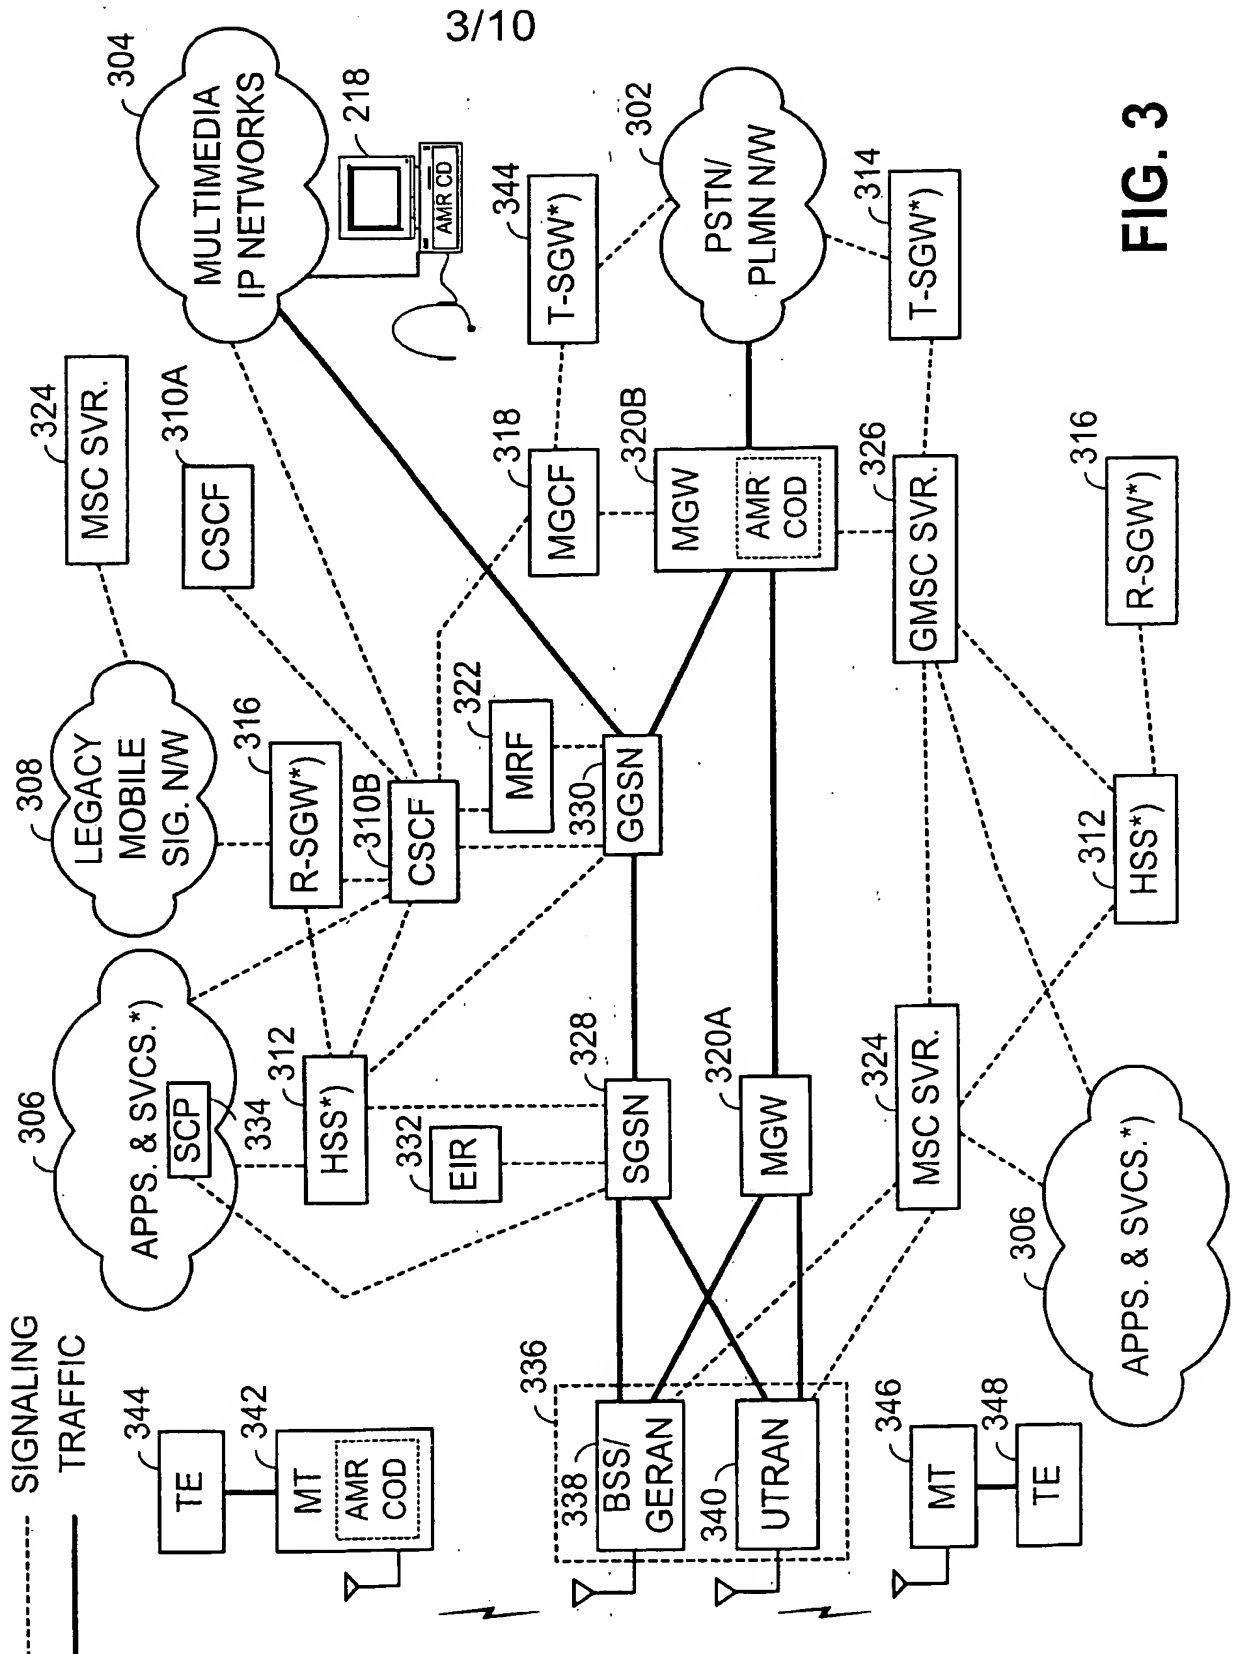 3/10
SIGNALING
TRAFFIC
344
TE
342
MT
AMR
COD
306
APPS. & SVCS.*)
SCP
334
308
LEGACY
MOBILE
SIG. N/W
324
MSC SVR.
310A
CSCF
304
MULTIMEDIA
IP NETWORKS
218
AMR CD
316
R-SGW*)
312
HSS*)
310B
CSCF
332
EIR
322
MRF
318
MGCF
344
T-SGW*)
336
338
BSS/
GERAN
328
SGSN
330
GGSN
320B
MGW
AMR
COD
302
PSTN/
PLMN N/W
340
UTRAN
320A
MGW
346
MT
348
TE
324
MSC SVR.
326
GMSC SVR.
314
T-SGW*)
306
APPS. & SVCS.*)
312
HSS*)
316
R-SGW*)
FIG. 3